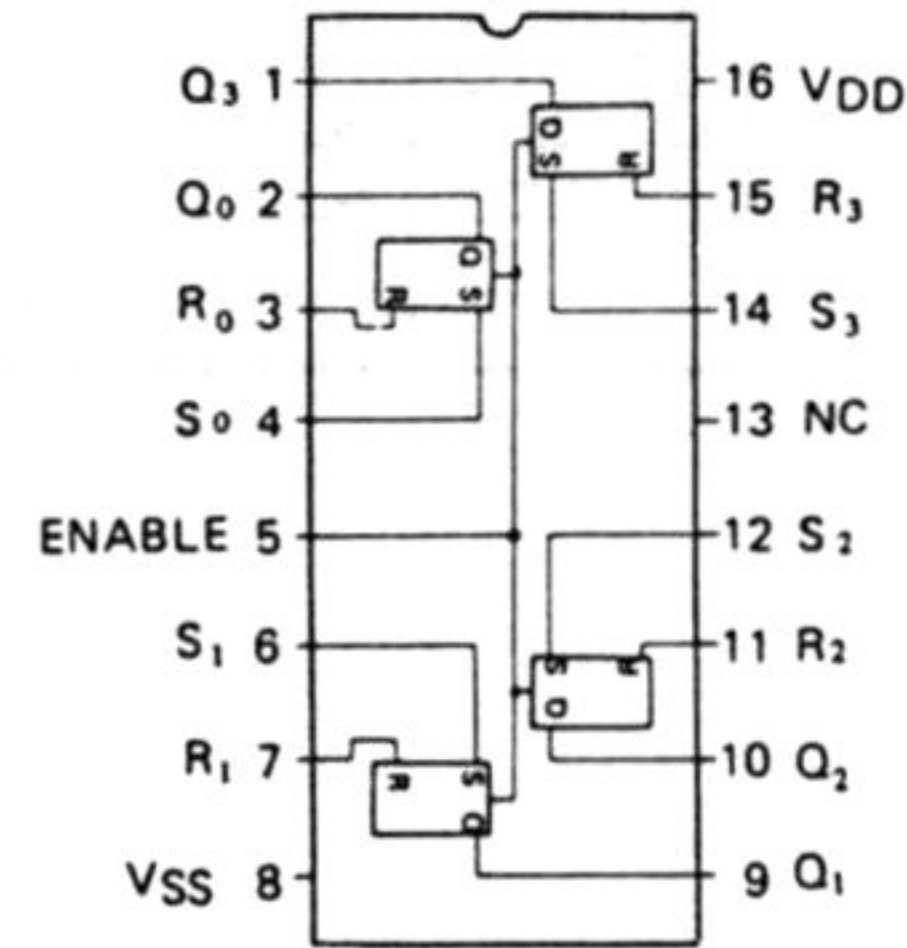 Q3 1
16 VDD
Q
S R
Q0 2
15 R3
Q
R S
R0 3
14 S3
S0 4
13 NC
ENABLE 5
12 S2
S1 6
11 R2
S R
Q
R1 7
10 Q2
R S
Q
VSS 8
9 Q1